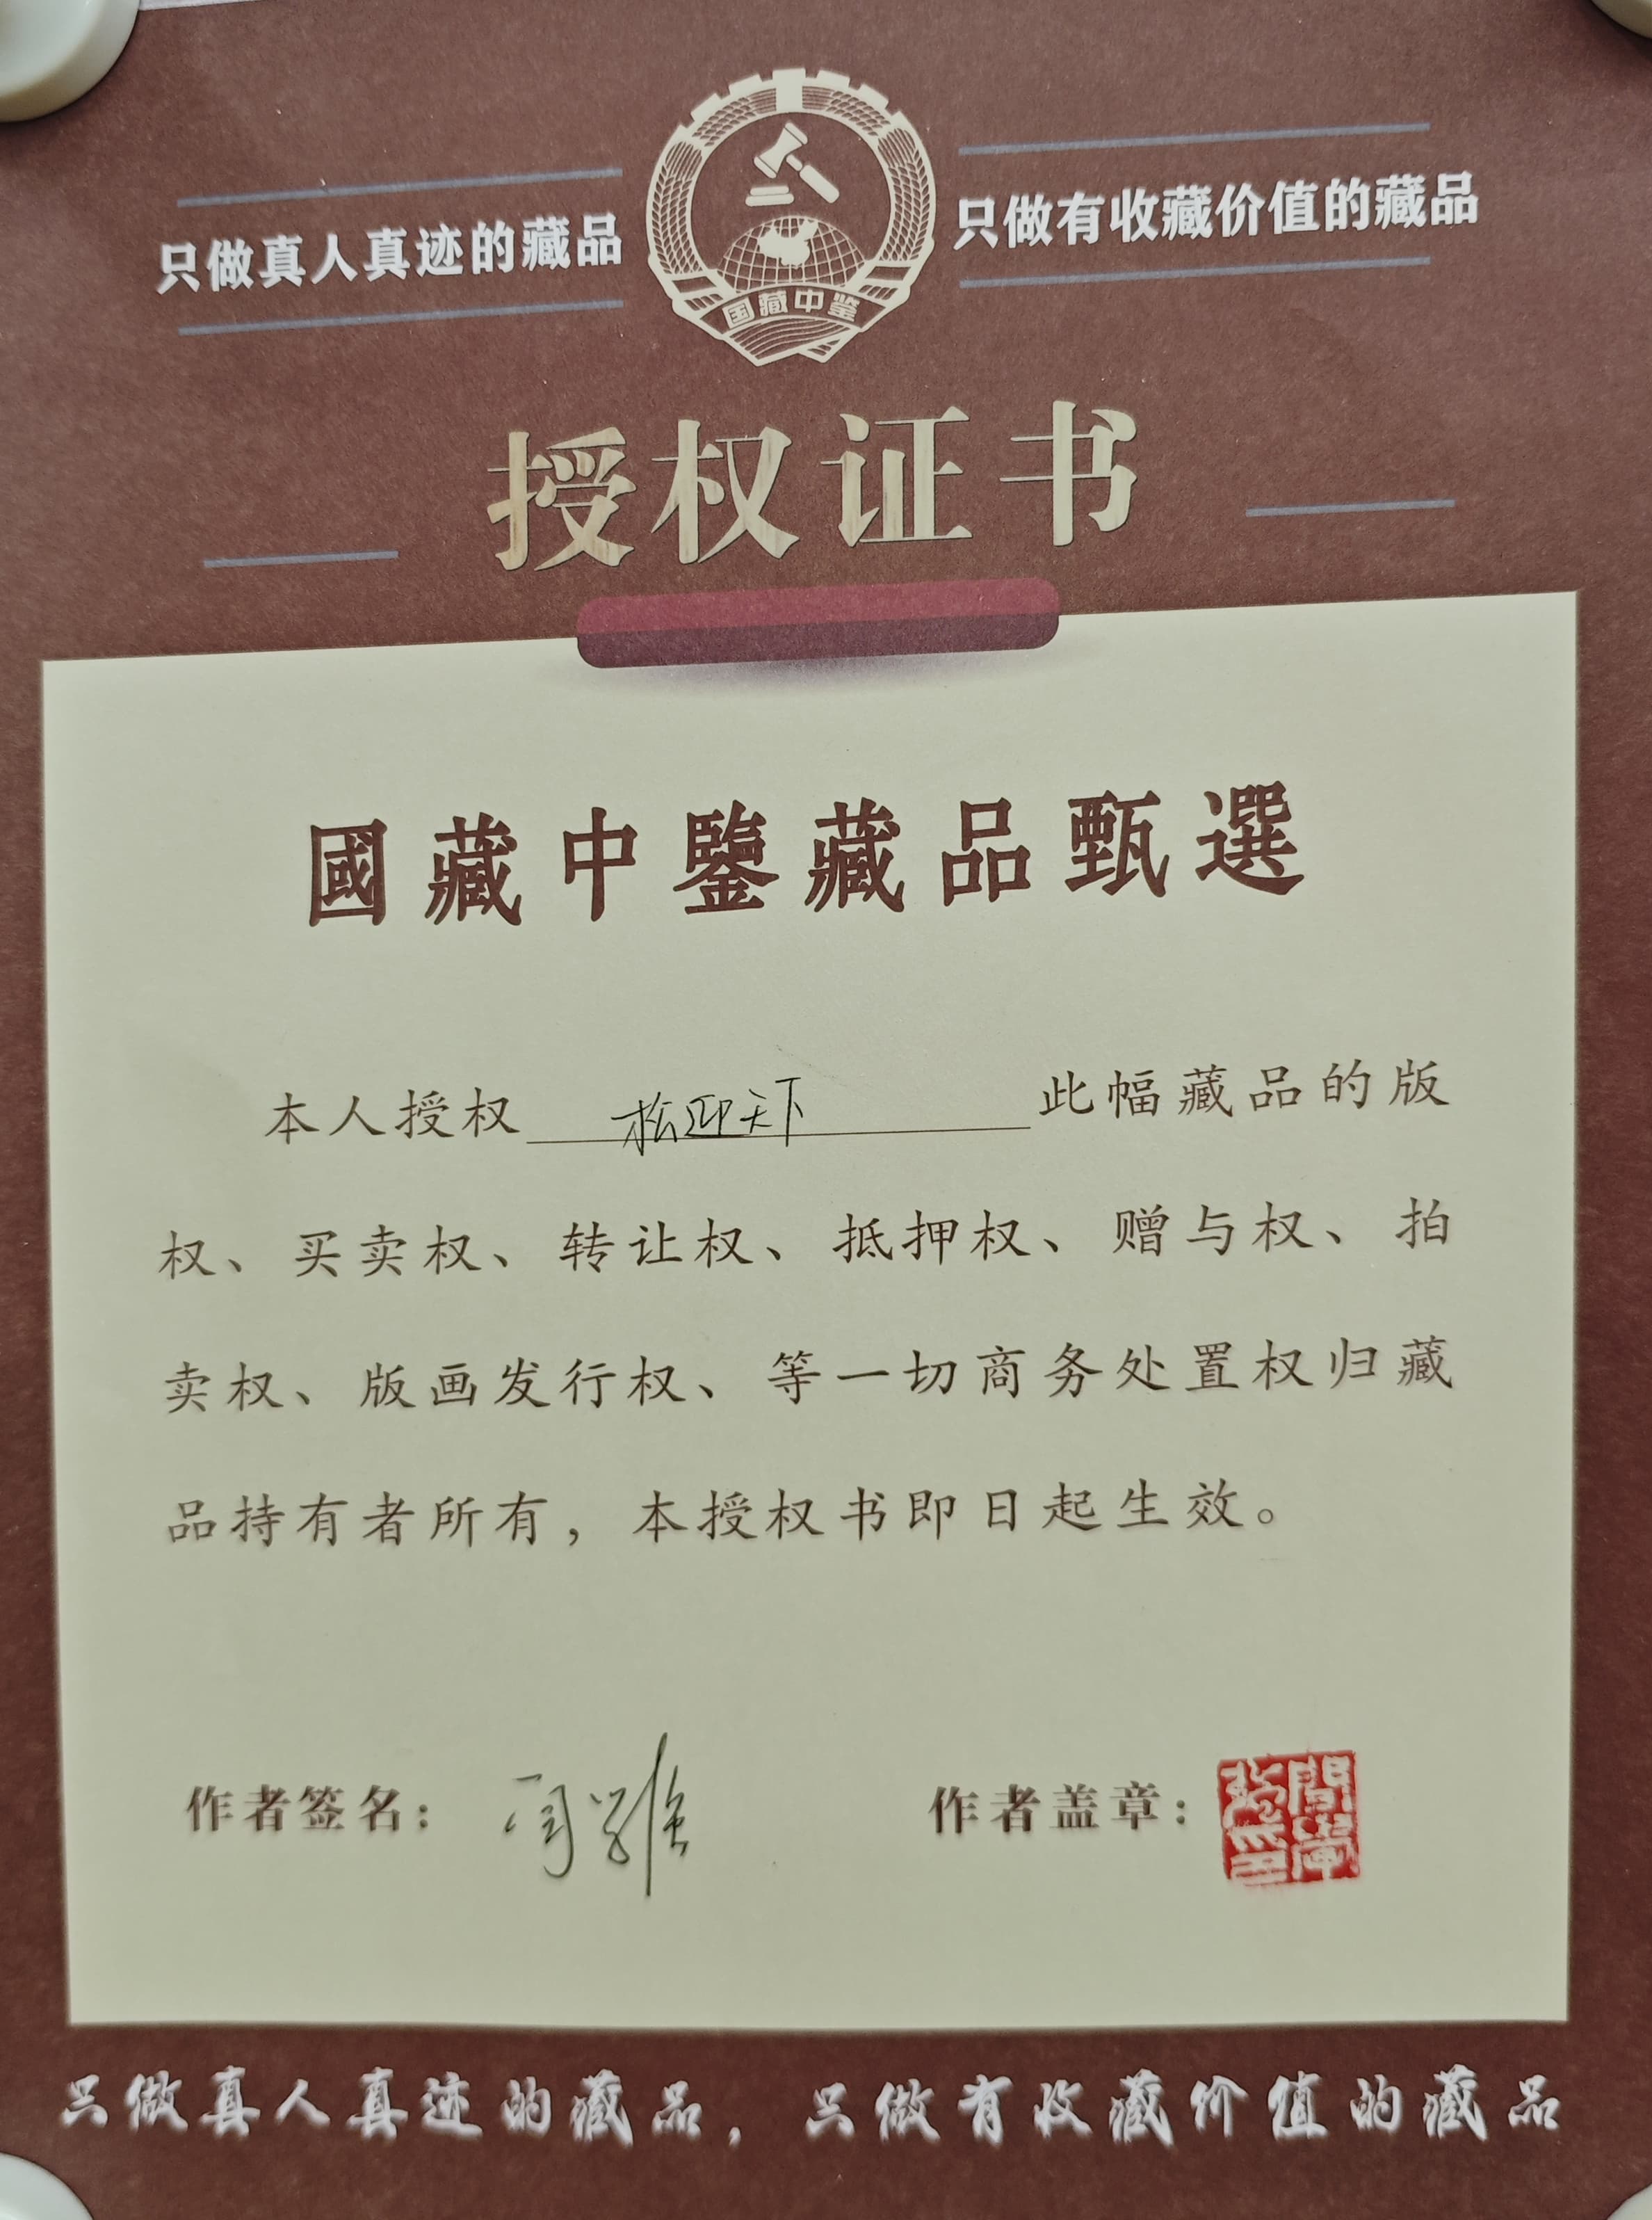 只做真人真迹的藏品
只做有收藏价值的藏品
国藏中鉴
授权证书
國藏中鑒藏品甄選
本人授权 松迎天下 此幅藏品的版
权、买卖权、转让权、抵押权、赠与权、拍
卖权、版画发行权、等一切商务处置权归藏
品持有者所有，本授权书即日起生效。
作者签名：
作者盖章：
只做真人真迹的藏品，只做有收藏价值的藏品